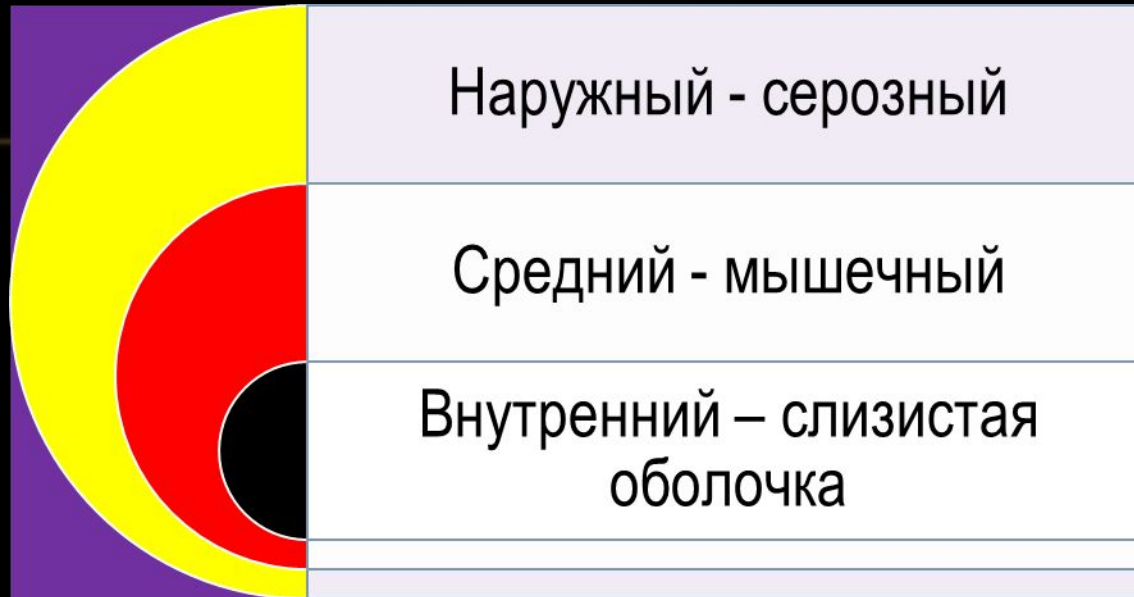 Наружный - серозный
Средний - мышечный
Внутренний – слизистая
оболочка